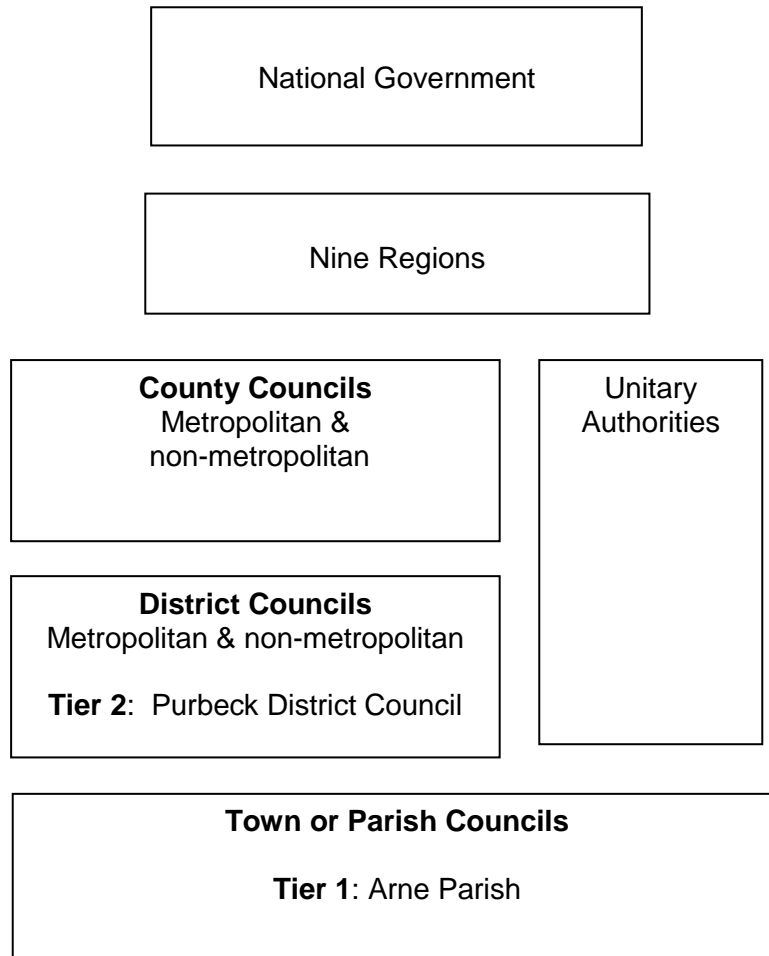 National Government
Nine Regions
County Councils
Metropolitan &
non-metropolitan
Unitary
Authorities
District Councils
Metropolitan & non-metropolitan
Tier 2:  Purbeck District Council
Town or Parish Councils
Tier 1: Arne Parish